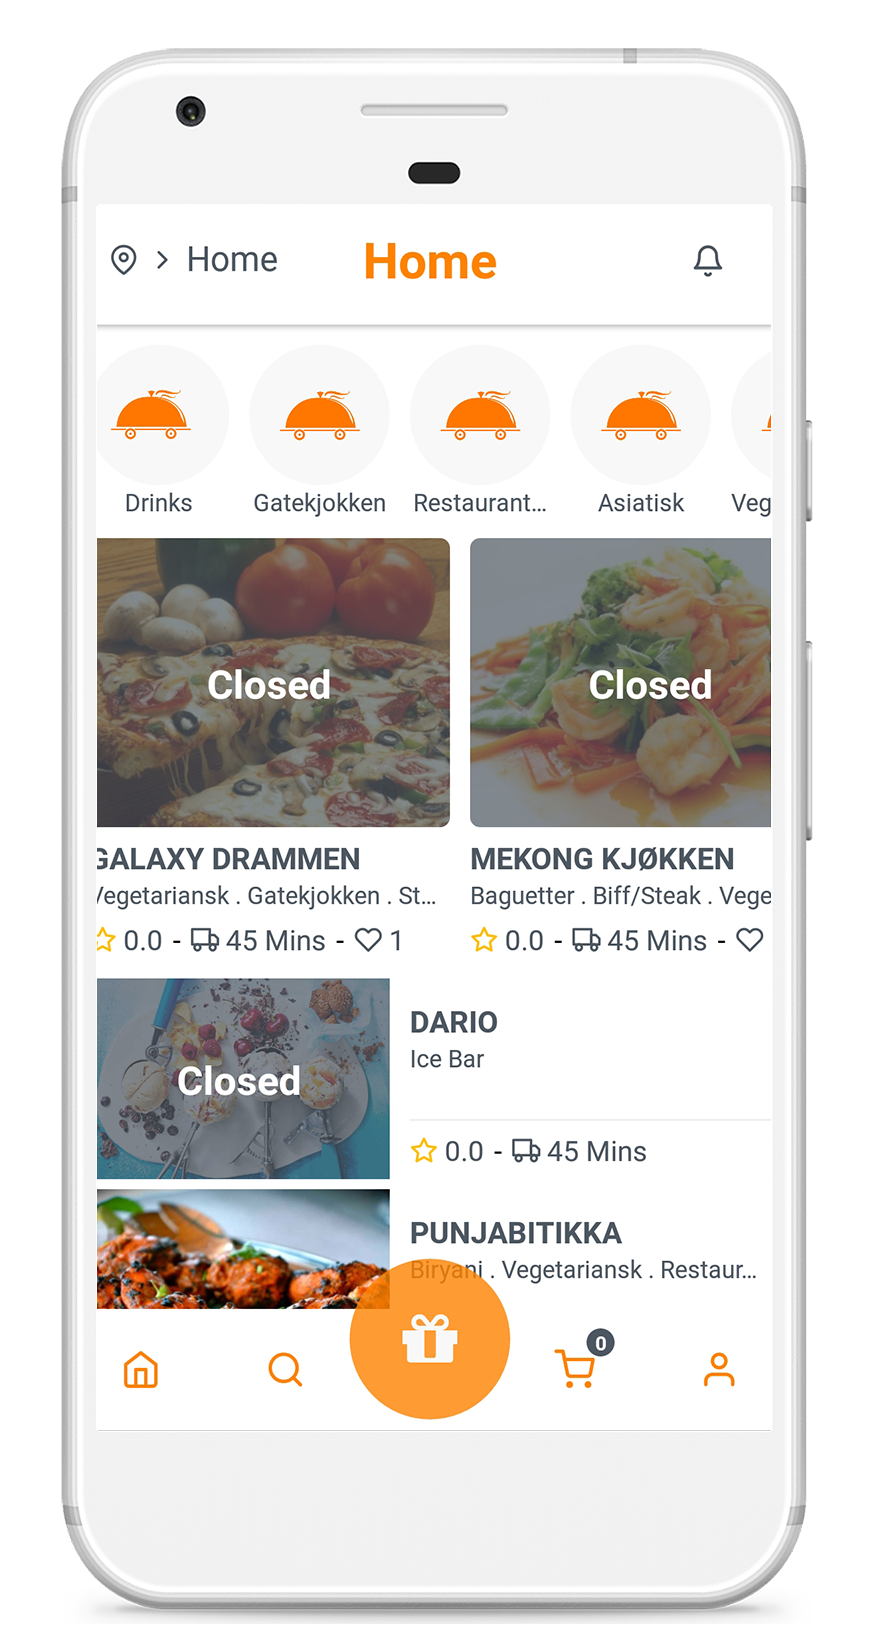 Home
Home
Drinks
Gatekjokken
Restaurant...
Asiatisk
Veg
Closed
Closed
GALAXY DRAMMEN
Vegetariansk . Gatekjokken . St...
0.0 - 45 Mins - 1
MEKONG KJØKKEN
Baguetter . Biff/Steak . Vege
0.0 - 45 Mins -
Closed
DARIO
Ice Bar
0.0 - 45 Mins
PUNJABITIKKA
Biryani . Vegetariansk . Restaur...
0